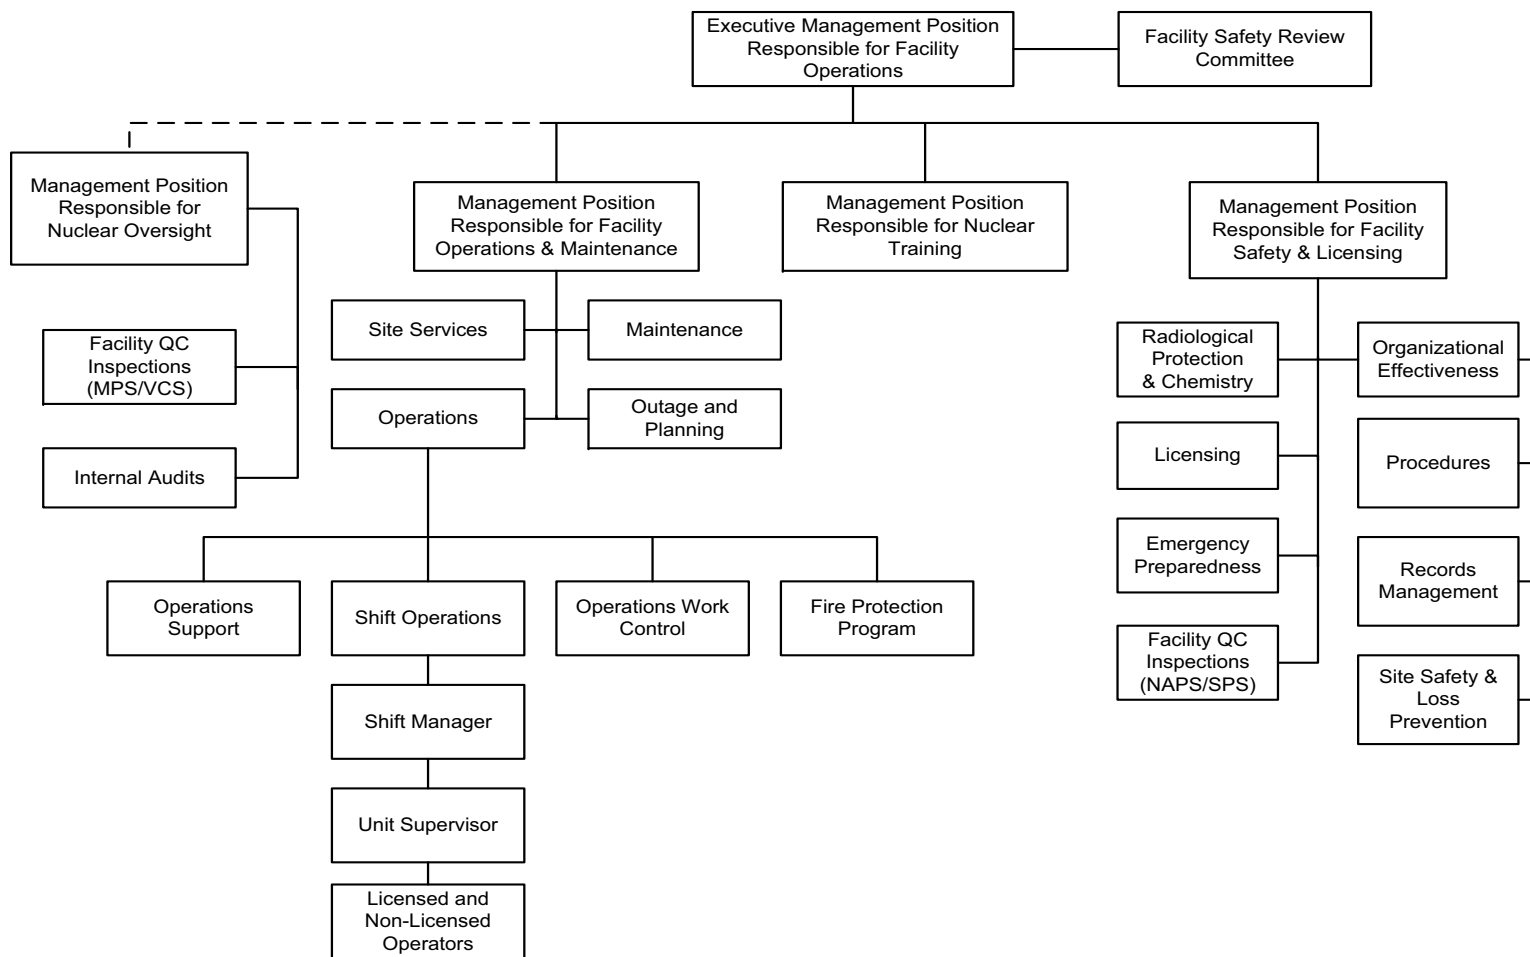 Executive Management Position
Responsible for Facility
Operations
Facility Safety Review
Committee
Management Position
Responsible for
Nuclear Oversight
Management Position
Responsible for Facility
Operations & Maintenance
Management Position
Responsible for Nuclear
Training
Management Position
Responsible for Facility
Safety & Licensing
Facility QC
Inspections
(MPS/VCS)
Internal Audits
Site Services
Maintenance
Operations
Outage and
Planning
Radiological
Protection
& Chemistry
Organizational
Effectiveness
Licensing
Procedures
Emergency
Preparedness
Records
Management
Facility QC
Inspections
(NAPS/SPS)
Site Safety &
Loss
Prevention
Operations
Support
Shift Operations
Operations Work
Control
Fire Protection
Program
Shift Manager
Unit Supervisor
Licensed and
Non-Licensed
Operators